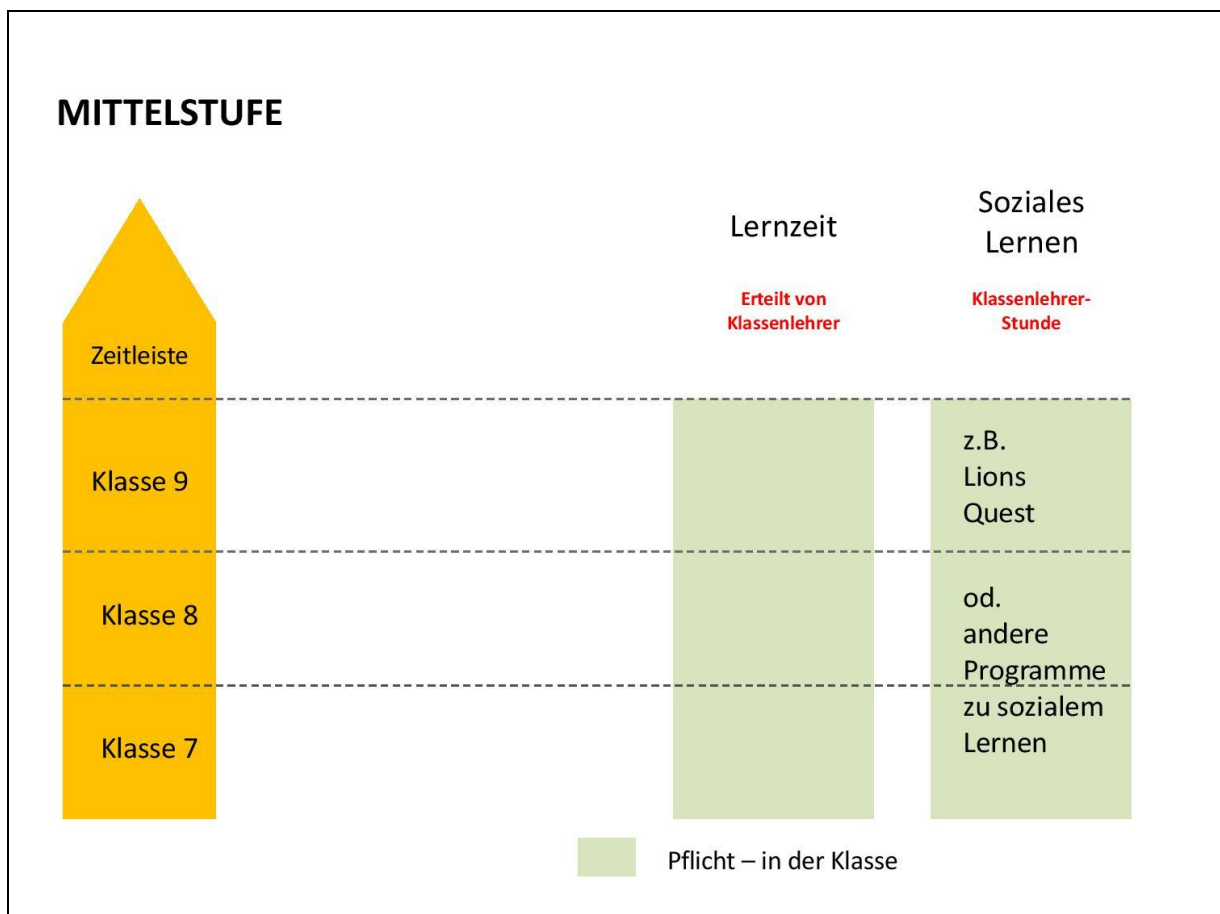 MITTELSTUFE
Lernzeit
Soziales
Lernen
Erteilt von
Klassenlehrer
Klassenlehrer-
Stunde
Zeitleiste
Klasse 9
z.B.
Lions
Quest
Klasse 8
od.
andere
Programme
zu sozialem
Lernen
Klasse 7
Pflicht – in der Klasse